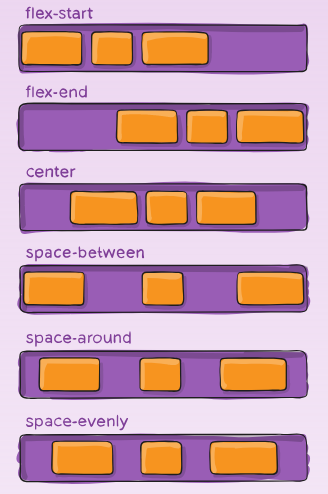 flex-start
flex-end
center
space-between
space-around
space-evenly